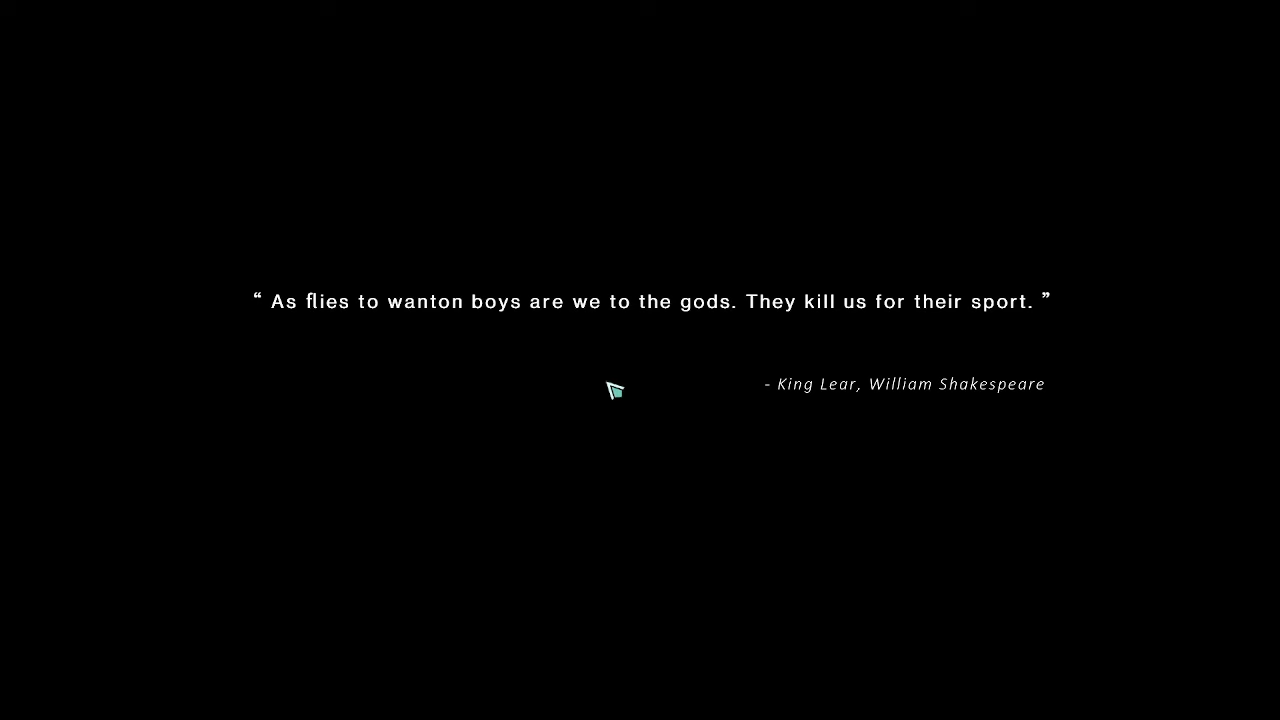 “ As flies to wanton boys are we to the gods. They kill us for their sport. ”
- King Lear, William Shakespeare